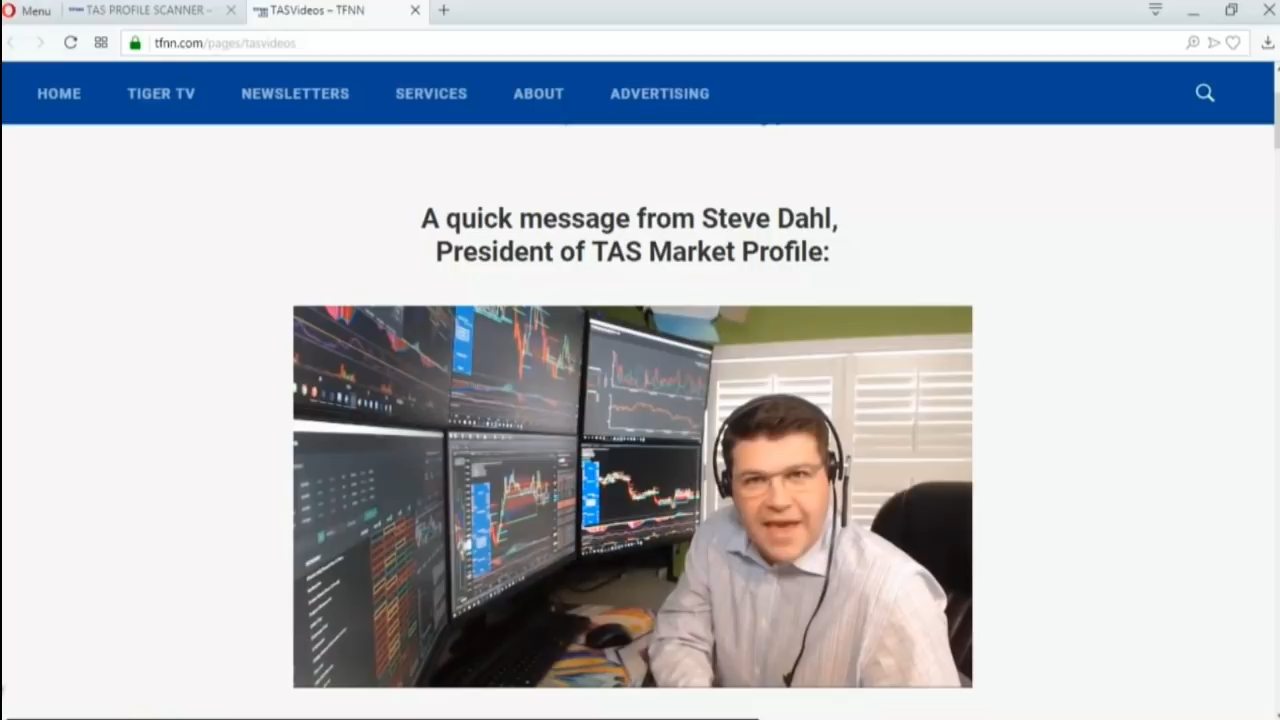 Menu
TAS PROFILE SCANNER –
TASVideos – TFNN
tfnn.com/pages/tasvideos
HOME TIGER TV NEWSLETTERS SERVICES ABOUT ADVERTISING
A quick message from Steve Dahl,
President of TAS Market Profile: